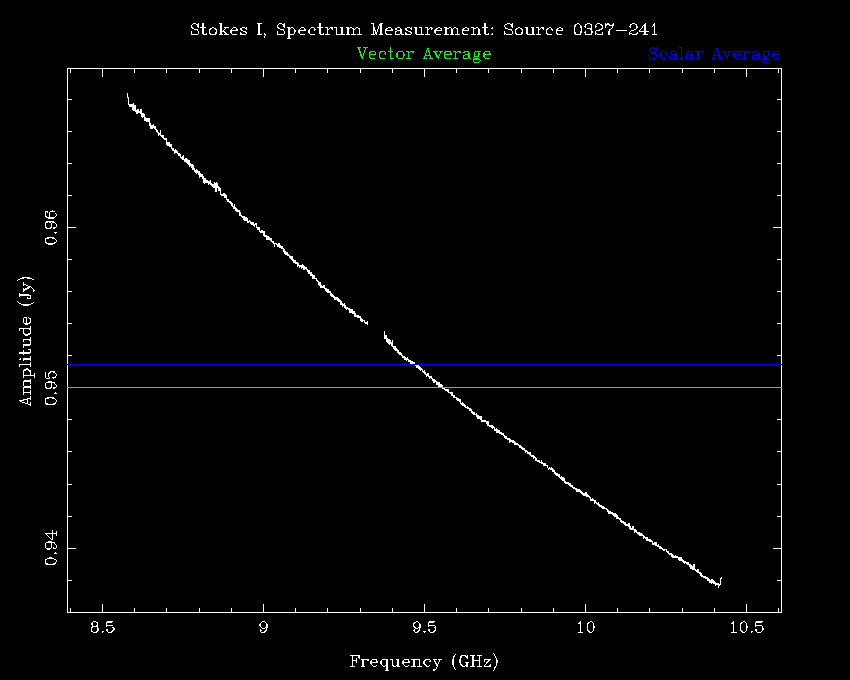 Stokes I, Spectrum Measurement: Source 0327-241
Vector Average
Scalar Average
0.96
0.95
0.94
Amplitude (Jy)
8.5
9
9.5
10
10.5
Frequency (GHz)